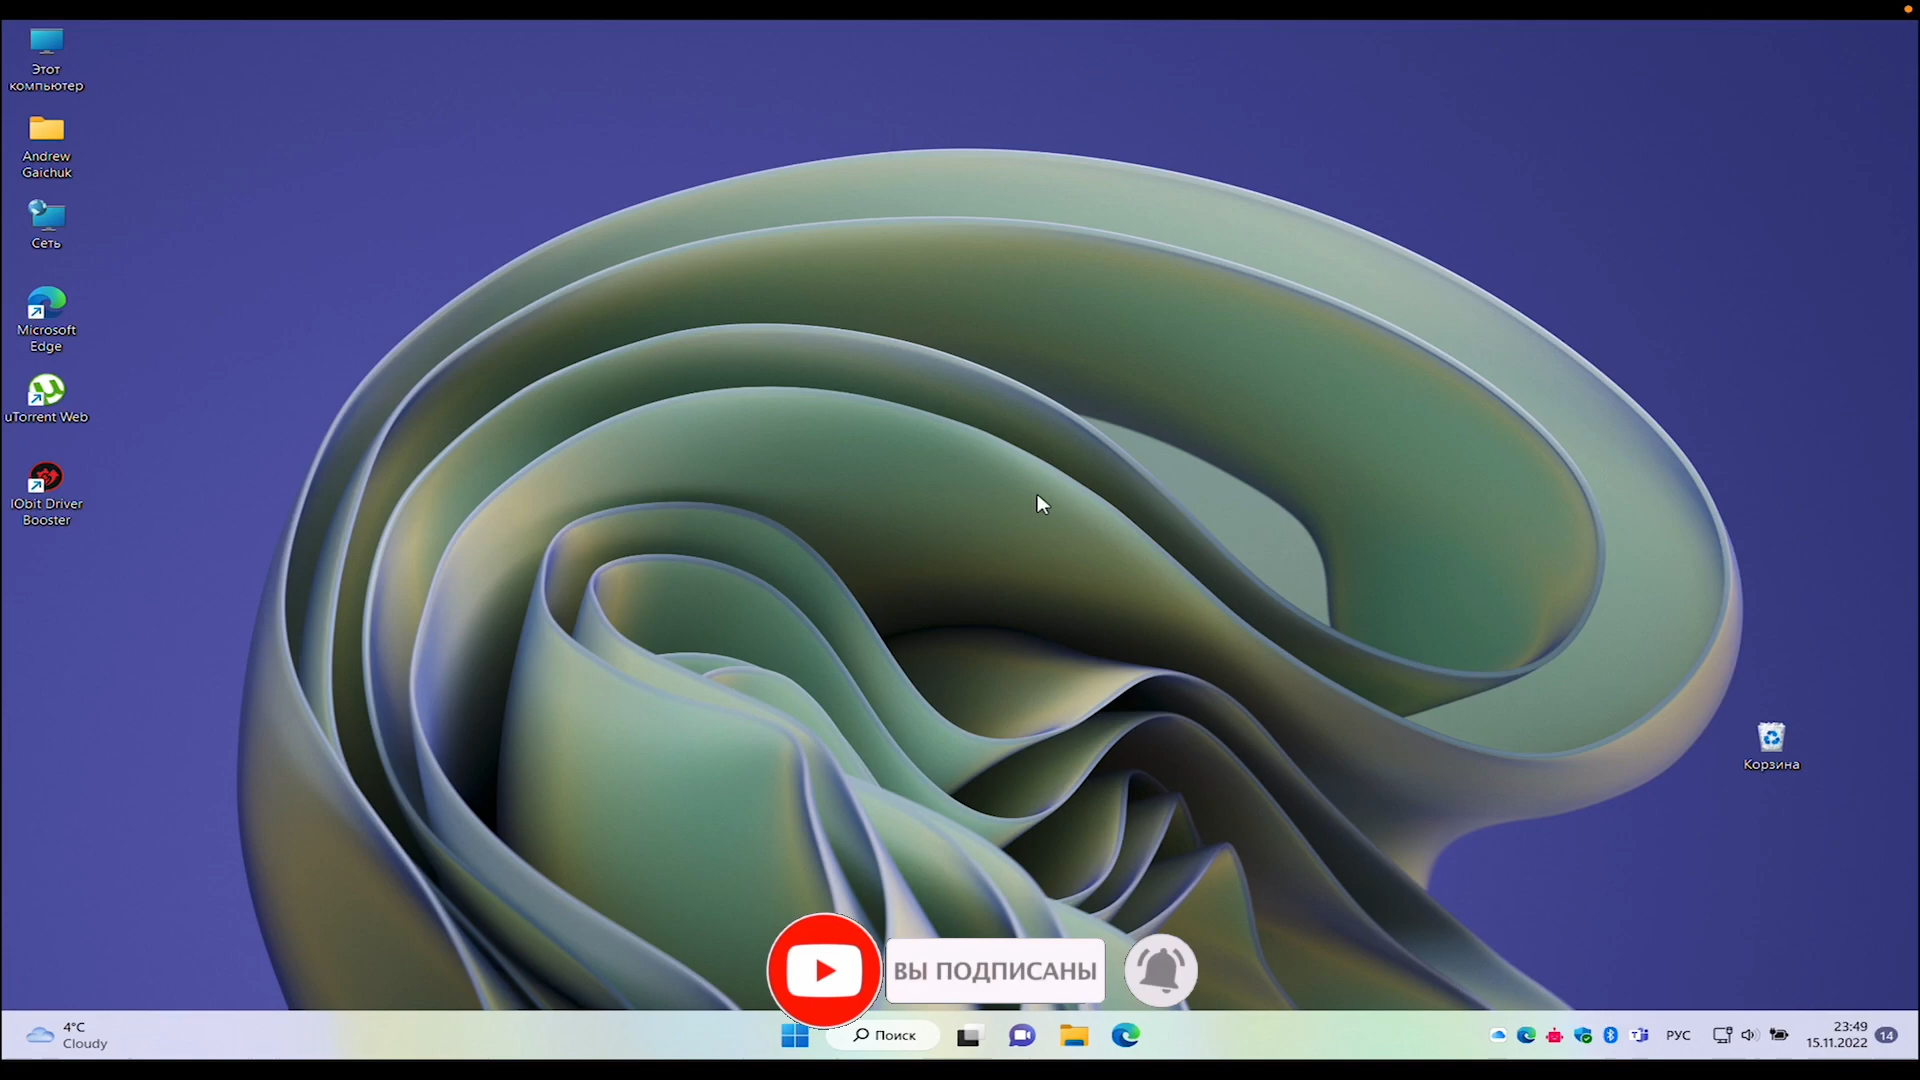 Этот
компьютер
Andrew
Gaichuk
Сеть
Microsoft
Edge
uTorrent Web
IObit Driver
Booster
Корзина
ВЫ ПОДПИСАНЫ
4°C
Cloudy
Поиск
РУС
23:49
15.11.2022
14